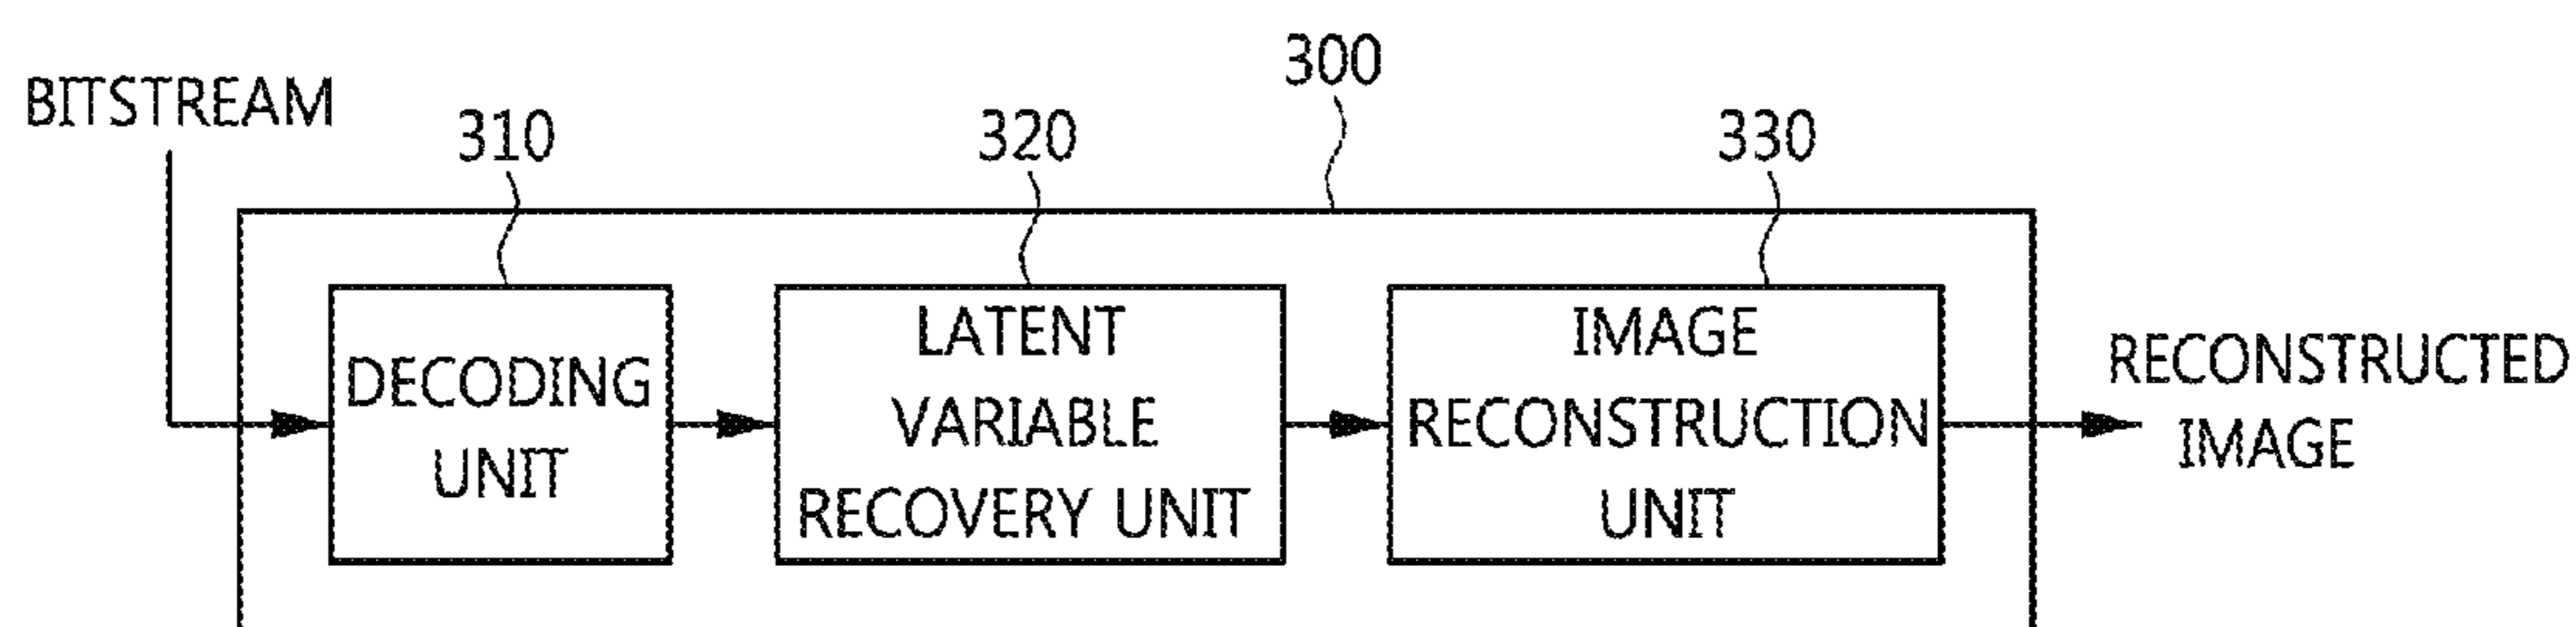 300
BITSTREAM
310
320
330
DECODING
UNIT
LATENT
VARIABLE
RECOVERY UNIT
IMAGE
RECONSTRUCTION
UNIT
RECONSTRUCTED
IMAGE